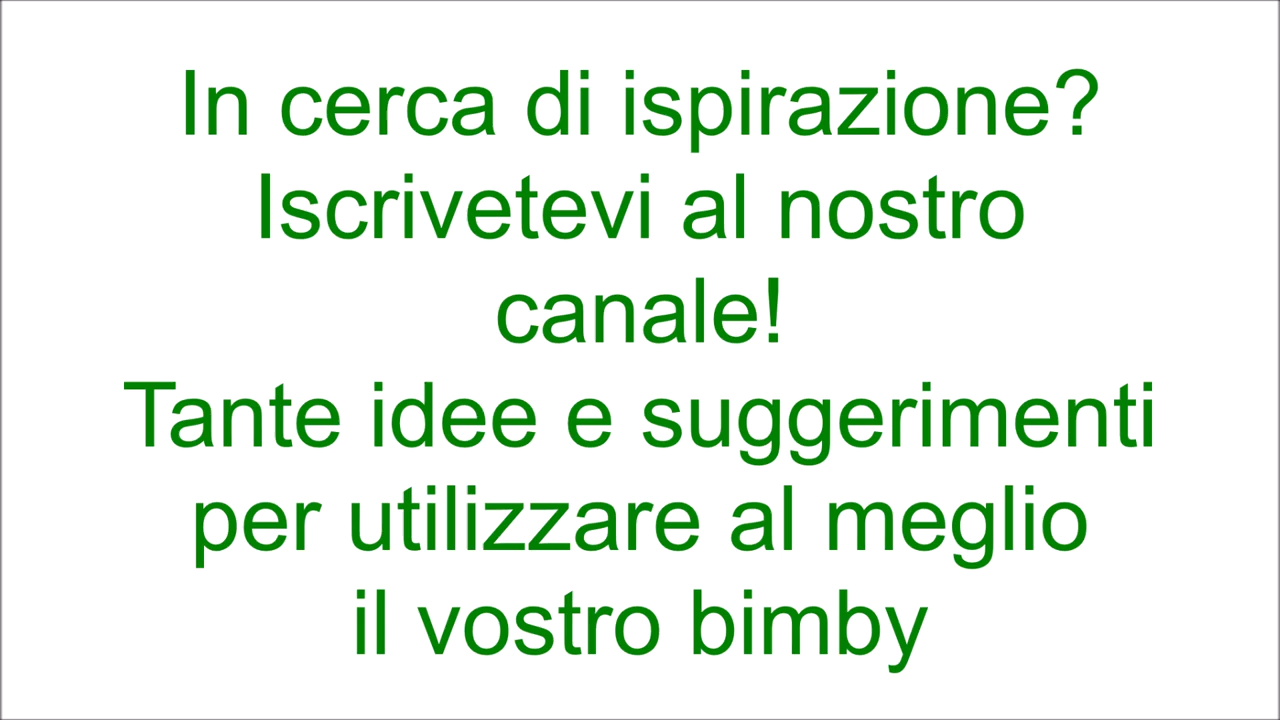 In cerca di ispirazione?
Iscrivetevi al nostro
canale!
Tante idee e suggerimenti
per utilizzare al meglio
il vostro bimby